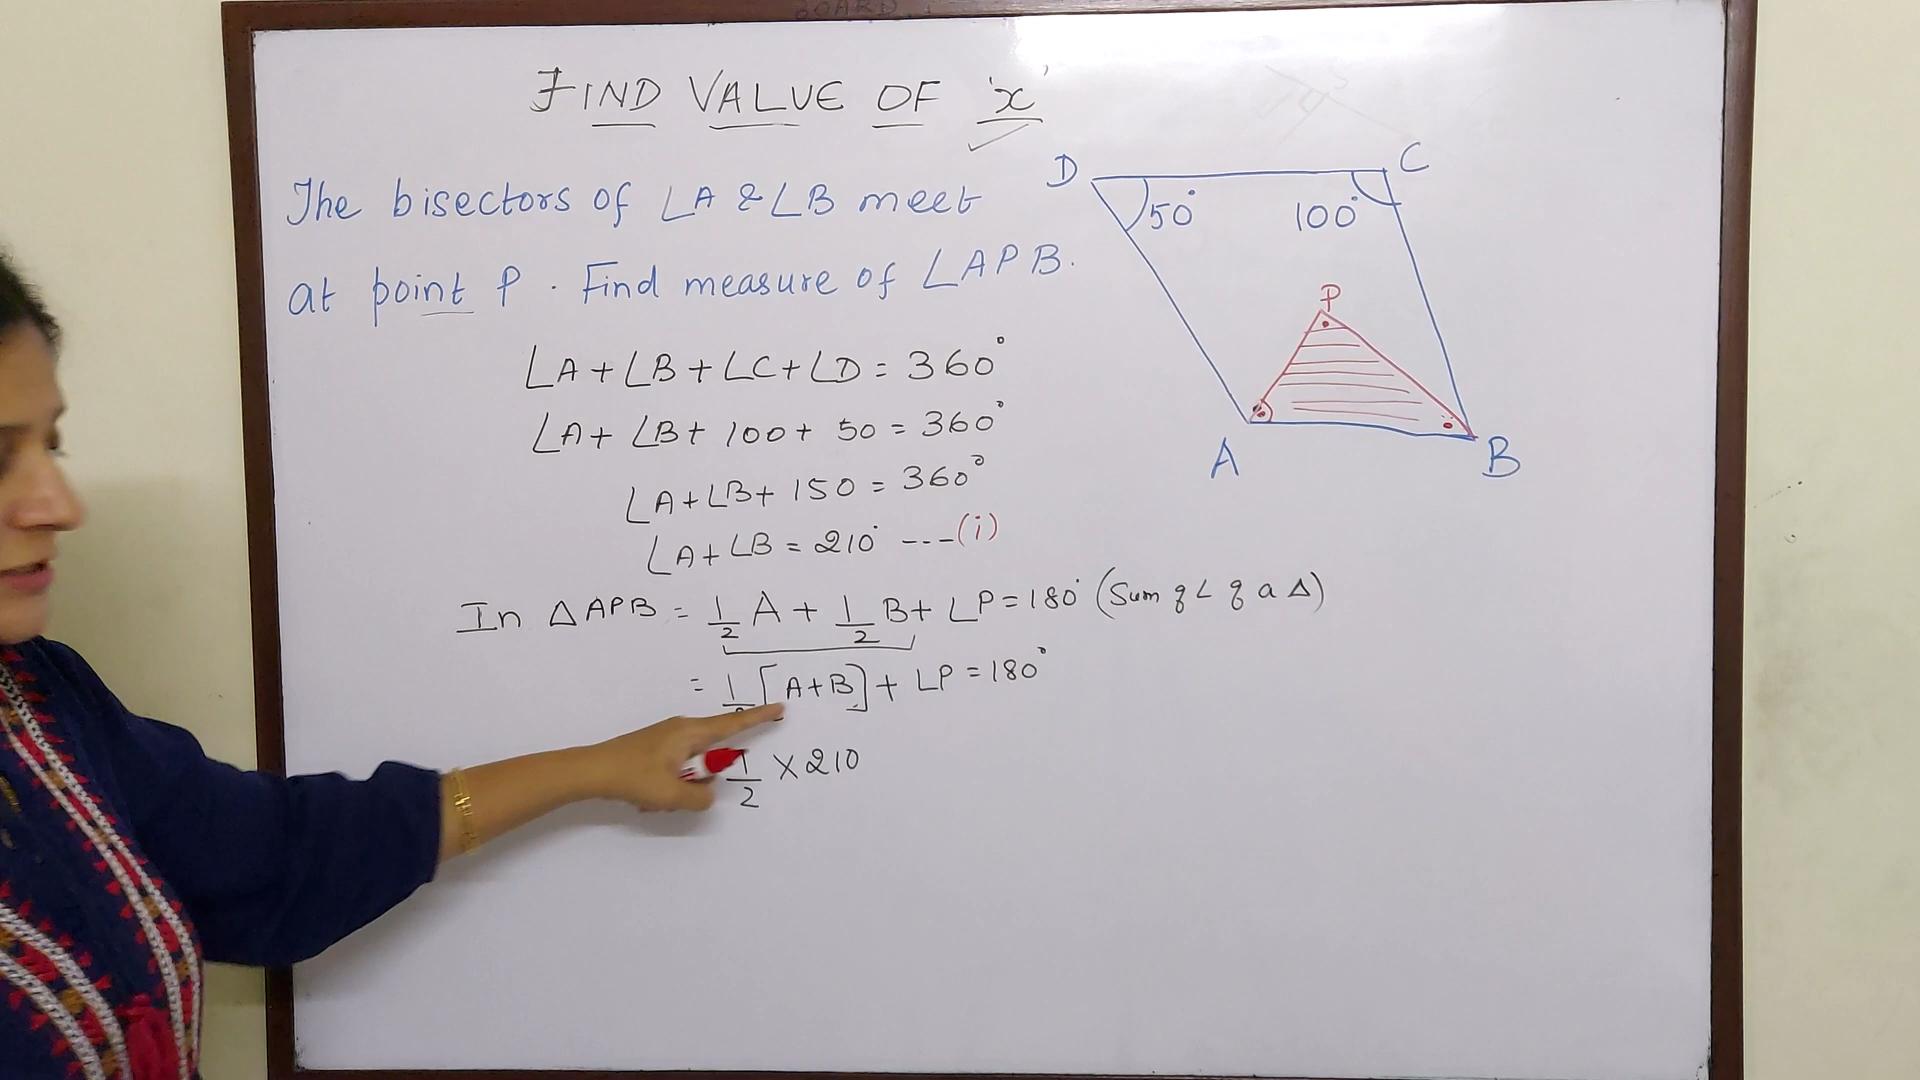 FIND VALUE OF 'x'
The bisectors of ∠A & ∠B meet
at point P. Find measure of ∠APB.
D C
50° 100°
P
A B
∠A + ∠B + ∠C + ∠D = 360°
∠A + ∠B + 100 + 50 = 360°
∠A + ∠B + 150 = 360°
∠A + ∠B = 210° ---(i)
In △APB = 1/2 A + 1/2 B + ∠P = 180° (Sum of ∠ of a △)
= 1/2 [A+B] + ∠P = 180°
1/2 × 210